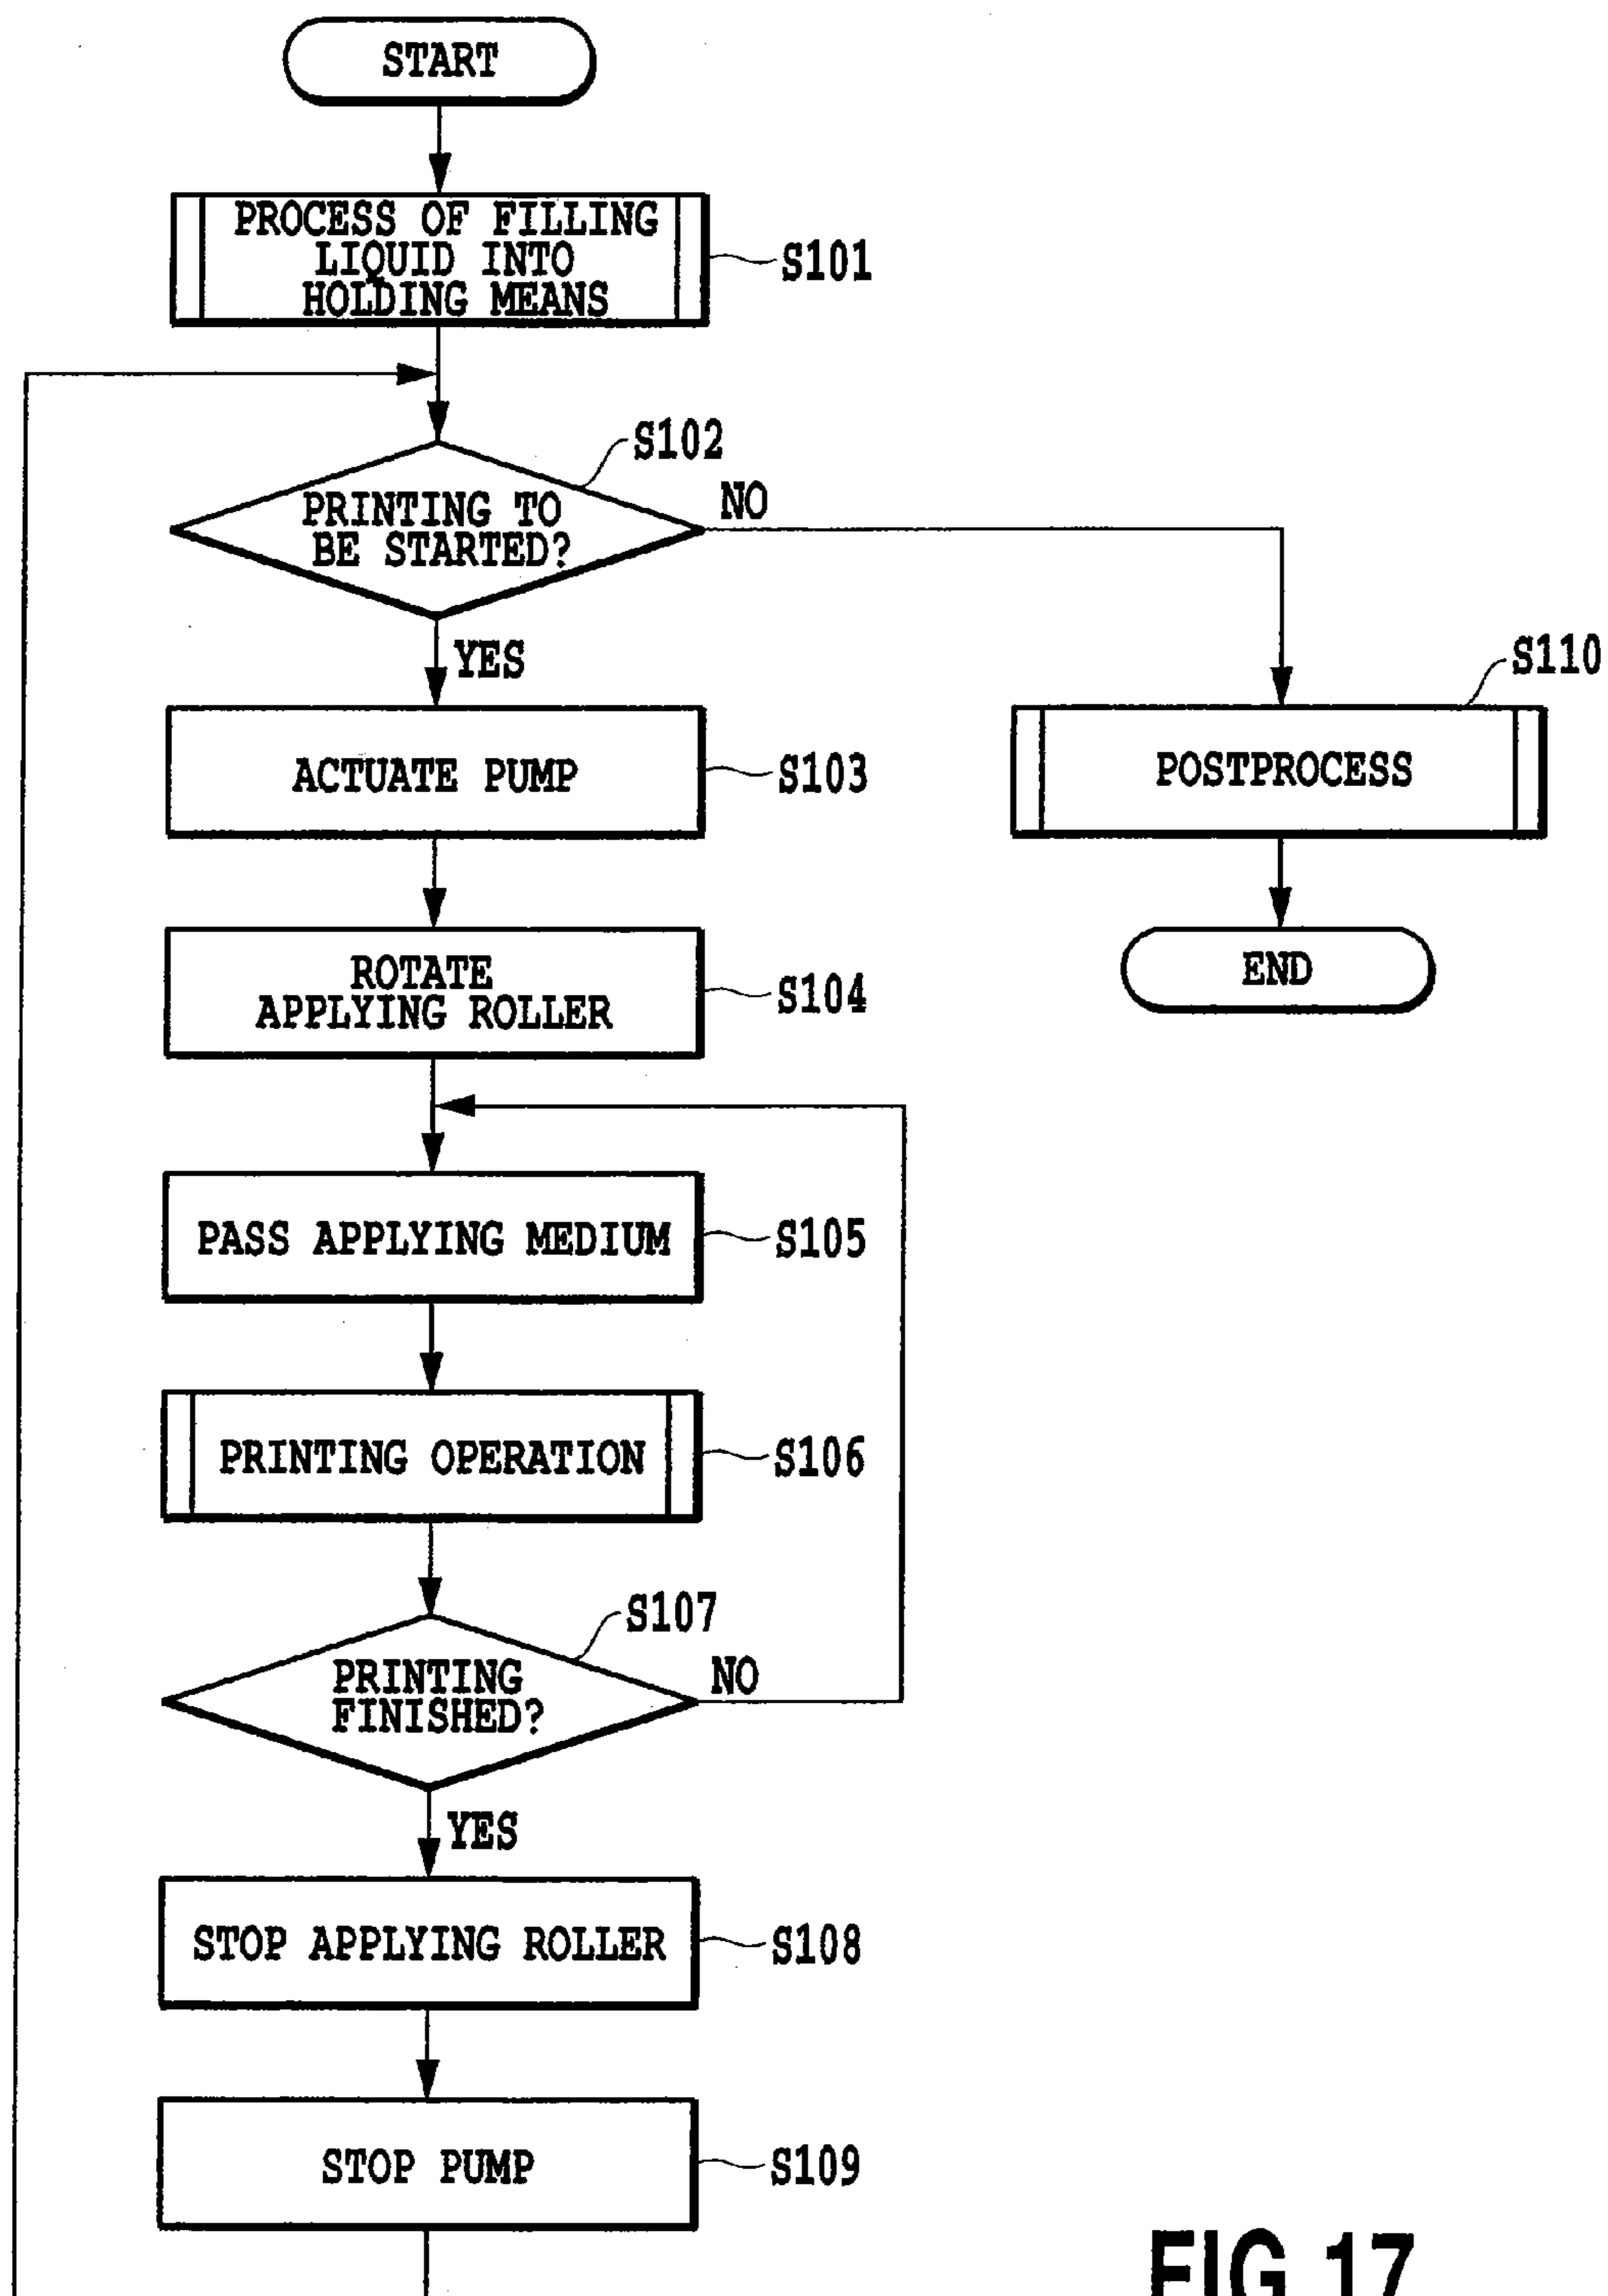 START
PROCESS OF FILLING
LIQUID INTO
HOLDING MEANS
S101
S102
PRINTING TO
BE STARTED?
NO
YES
S110
ACTUATE PUMP
S103
POSTPROCESS
ROTATE
APPLYING ROLLER
S104
END
PASS APPLYING MEDIUM
S105
PRINTING OPERATION
S106
S107
PRINTING
FINISHED?
NO
YES
STOP APPLYING ROLLER
S108
STOP PUMP
S109
FIG.17